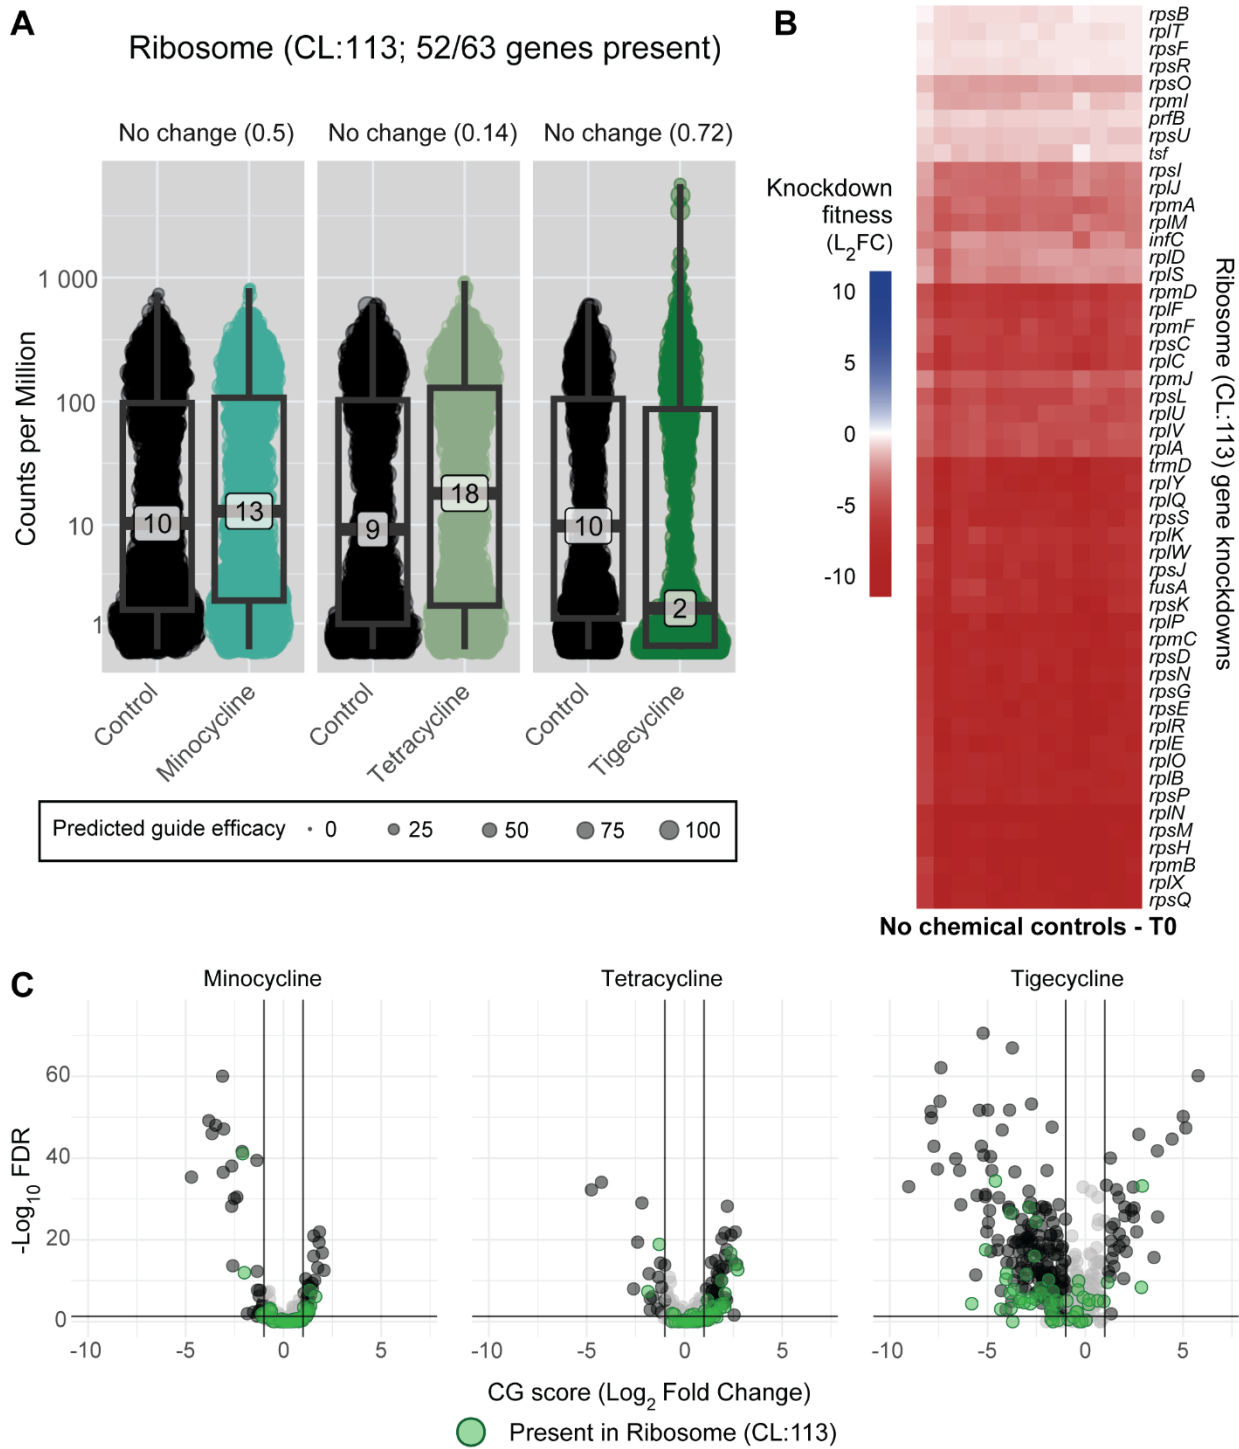 A
Ribosome (CL:113; 52/63 genes present)
No change (0.5)
No change (0.14)
No change (0.72)
Counts per Million
1 000
100
10
1
10
13
9
18
10
2
Control
Minocycline
Control
Tetracycline
Control
Tigecycline
Predicted guide efficacy
0
25
50
75
100
B
Knockdown
fitness
(L2FC)
10
5
0
-5
-10
rpsB
rplT
rpsF
rpsR
rpsO
rpmI
prfB
rpsU
tsf
rpsI
rplJ
rpmA
rplM
infC
rplD
rplS
rpmD
rplF
rpmF
rpsC
rplC
rpmJ
rpsL
rplU
rplV
rplA
trmD
rplY
rplQ
rpsS
rplK
rplW
rpsJ
fusA
rpsK
rplP
rpmC
rpsD
rpsN
rpsG
rpsE
rplR
rplE
rplO
rplB
rpsP
rplN
rpsM
rpsH
rpmB
rplX
rpsQ
Ribosome (CL:113) gene knockdowns
No chemical controls - T0
C
Minocycline
Tetracycline
Tigecycline
-Log10 FDR
60
40
20
0
-10
-5
0
5
-10
-5
0
5
-10
-5
0
5
CG score (Log2 Fold Change)
Present in Ribosome (CL:113)